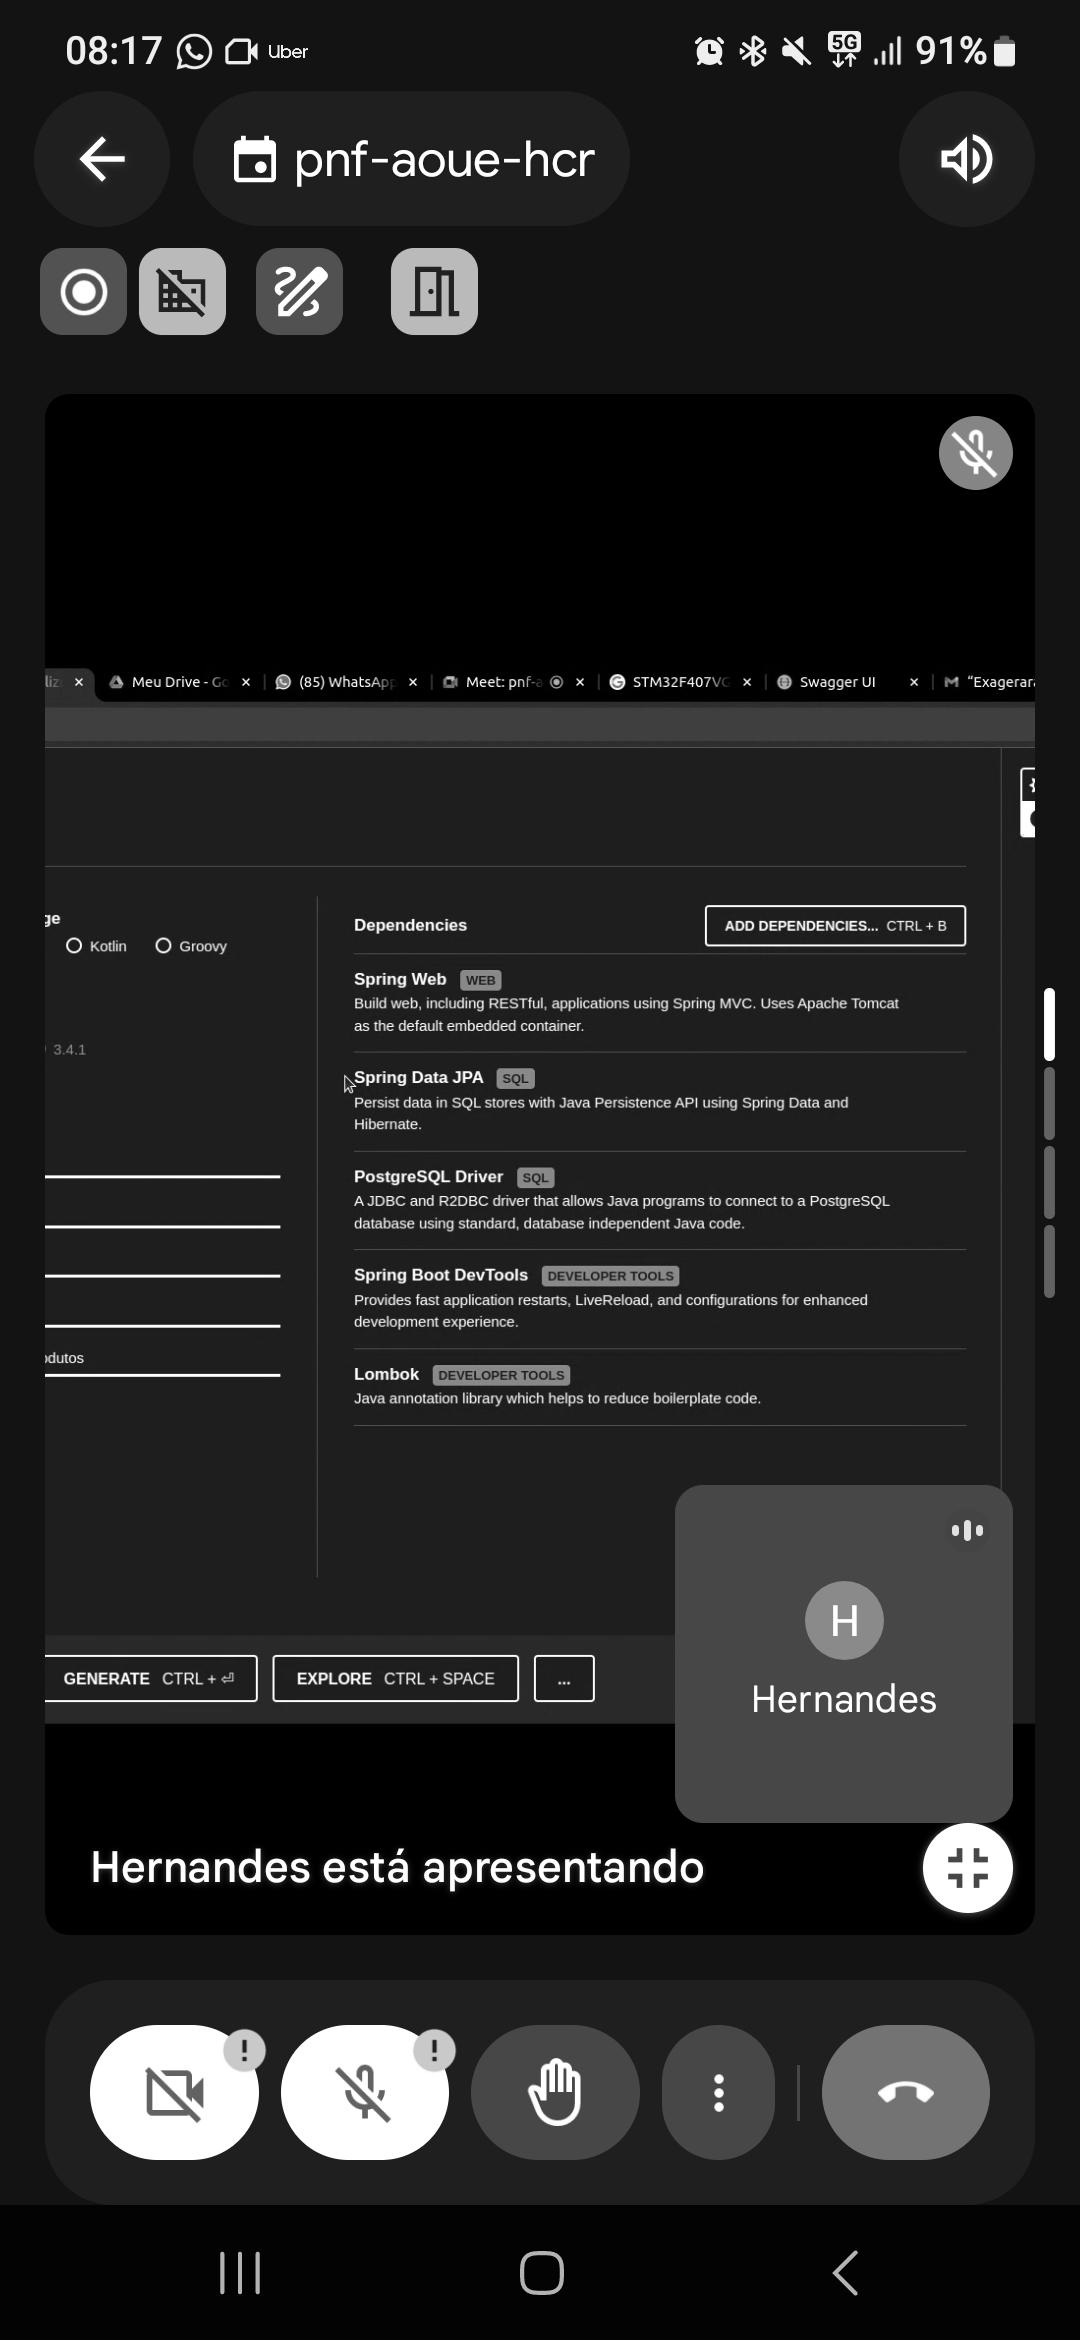 08:17 Uber 5G 91%
pnf-aoue-hcr
Meu Drive - Go (85) WhatsApp Meet: pnf-a STM32F407VG Swagger UI "Exagerar
ge
Kotlin Groovy
3.4.1
odutos
Dependencies
ADD DEPENDENCIES... CTRL + B
Spring Web WEB
Build web, including RESTful, applications using Spring MVC. Uses Apache Tomcat
as the default embedded container.
Spring Data JPA SQL
Persist data in SQL stores with Java Persistence API using Spring Data and
Hibernate.
PostgreSQL Driver SQL
A JDBC and R2DBC driver that allows Java programs to connect to a PostgreSQL
database using standard, database independent Java code.
Spring Boot DevTools DEVELOPER TOOLS
Provides fast application restarts, LiveReload, and configurations for enhanced
development experience.
Lombok DEVELOPER TOOLS
Java annotation library which helps to reduce boilerplate code.
GENERATE CTRL + ⏎ EXPLORE CTRL + SPACE ...
H
Hernandes
Hernandes está apresentando